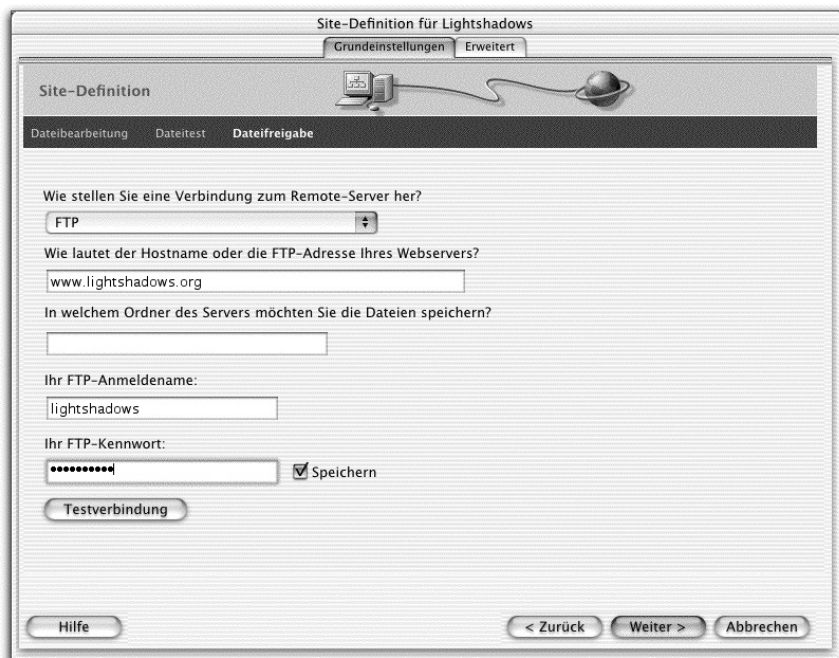 Site-Definition für Lightshadows
Grundeinstellungen Erweitert
Site-Definition
Dateibearbeitung Dateitest Dateifreigabe
Wie stellen Sie eine Verbindung zum Remote-Server her?
FTP
Wie lautet der Hostname oder die FTP-Adresse Ihres Webservers?
www.lightshadows.org
In welchem Ordner des Servers möchten Sie die Dateien speichern?
Ihr FTP-Anmeldename:
lightshadows
Ihr FTP-Kennwort:
•••••••••• Speichern
Testverbindung
Hilfe < Zurück Weiter > Abbrechen